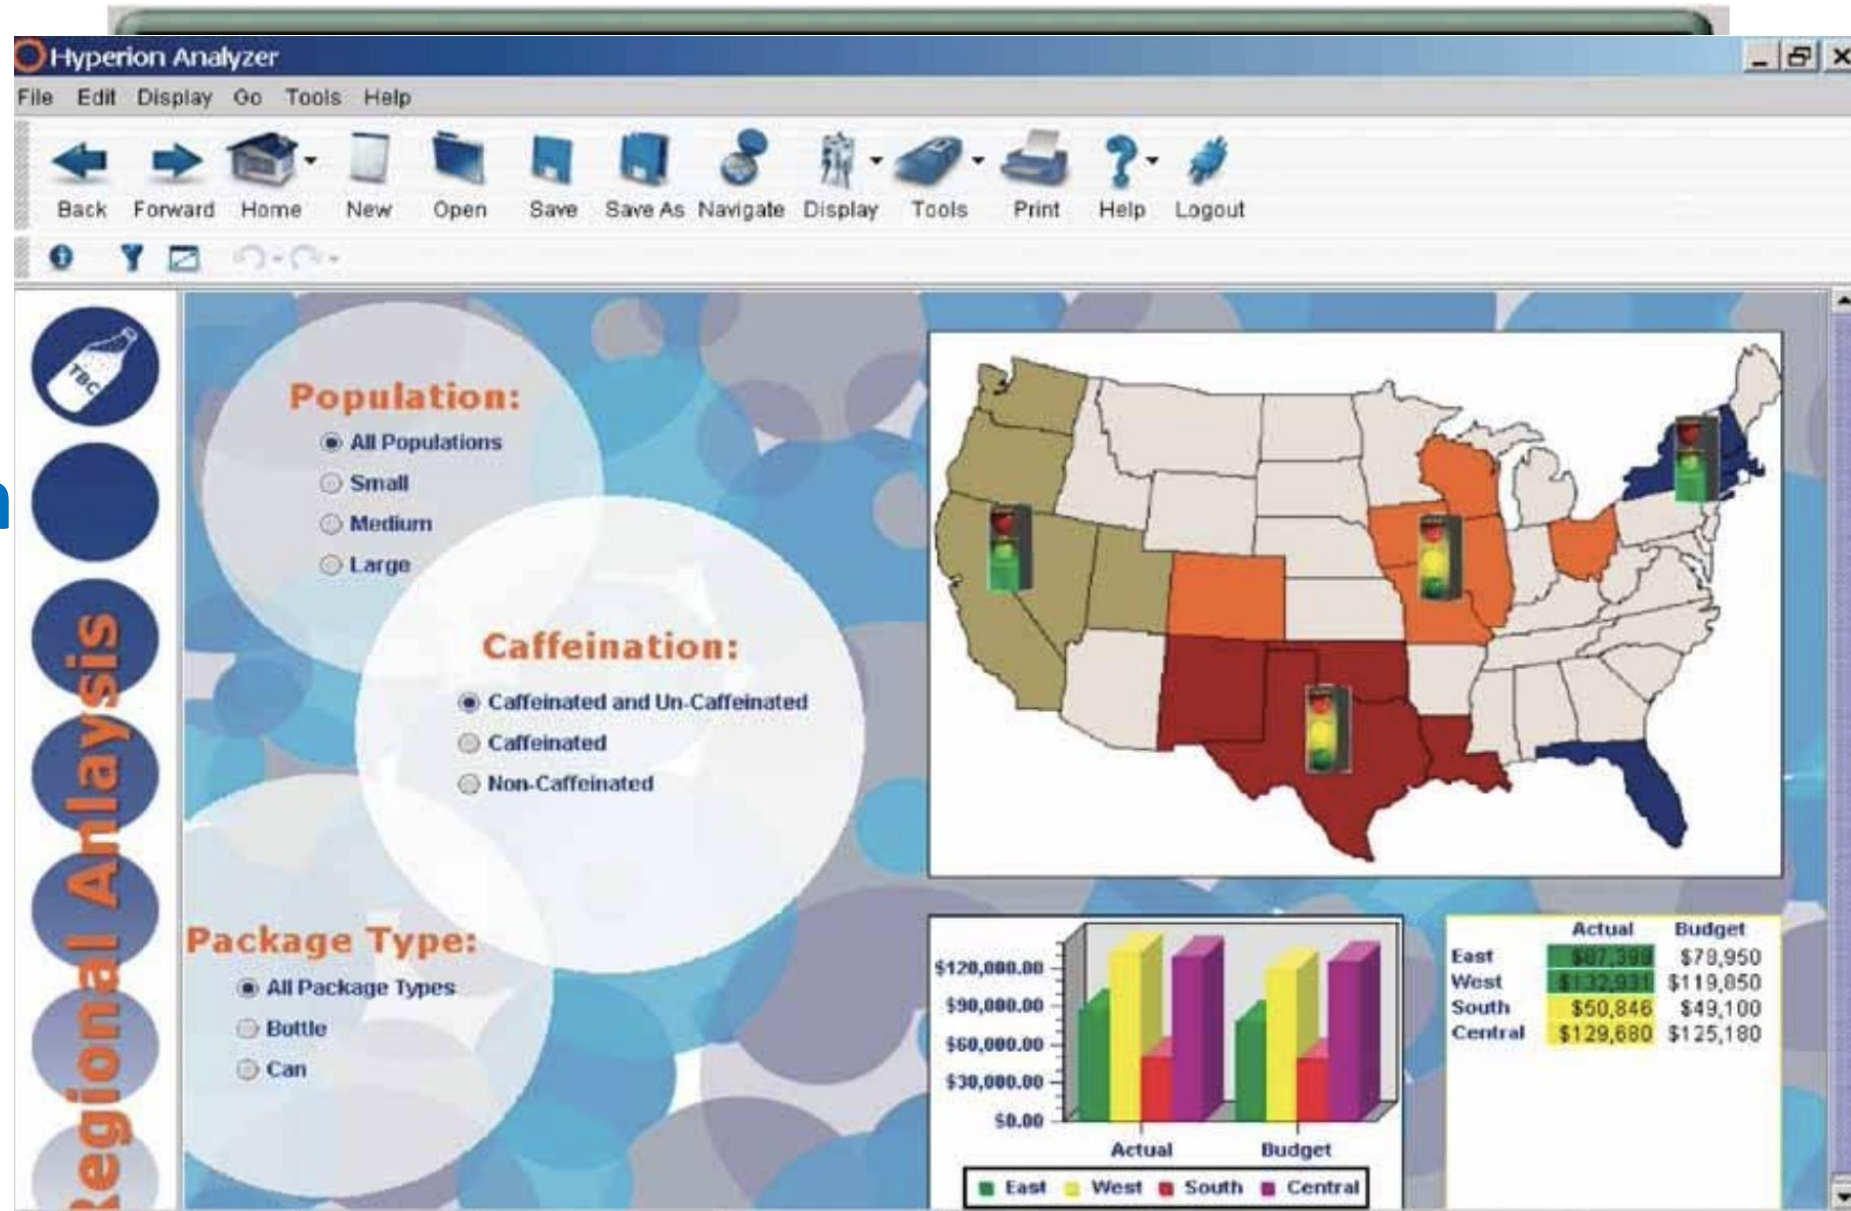 Hyperion Analyzer
File Edit Display Go Tools Help
Back Forward Home New Open Save Save As Navigate Display Tools Print Help Logout
TBC
Regional Anlaysis
Population:
All Populations
Small
Medium
Large
Caffeination:
Caffeinated and Un-Caffeinated
Caffeinated
Non-Caffeinated
Package Type:
All Package Types
Bottle
Can
$120,000.00
$90,000.00
$60,000.00
$30,000.00
$0.00
Actual Budget
East West South Central
Actual Budget
East $87,398 $78,950
West $132,931 $119,850
South $50,846 $49,100
Central $129,680 $125,180